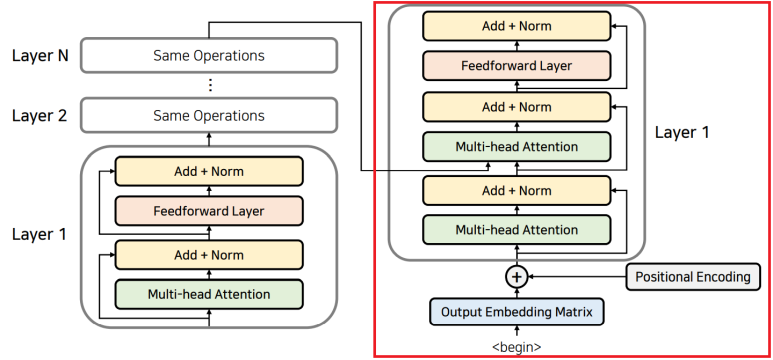 Layer N
Same Operations
⋮
Layer 2
Same Operations
Layer 1
Add + Norm
Feedforward Layer
Add + Norm
Multi-head Attention
Add + Norm
Feedforward Layer
Add + Norm
Multi-head Attention
Layer 1
Add + Norm
Multi-head Attention
+
Positional Encoding
Output Embedding Matrix
<begin>